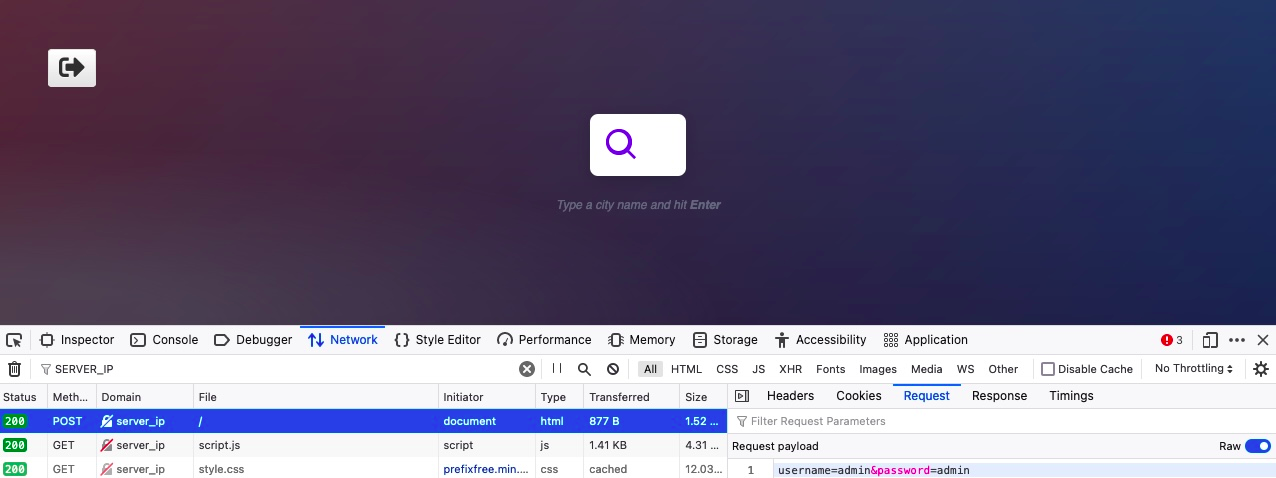 Type a city name and hit Enter
Inspector Console Debugger Network Style Editor Performance Memory Storage Accessibility Application 3
SERVER_IP All HTML CSS JS XHR Fonts Images Media WS Other Disable Cache No Throttling
Status Meth... Domain File Initiator Type Transferred Size Headers Cookies Request Response Timings
200 POST server_ip / document html 877 B 1.52 ... Filter Request Parameters
200 GET server_ip script.js script js 1.41 KB 4.31 ... Request payload Raw
200 GET server_ip style.css prefixfree.min.... css cached 12.03... 1 username=admin&password=admin